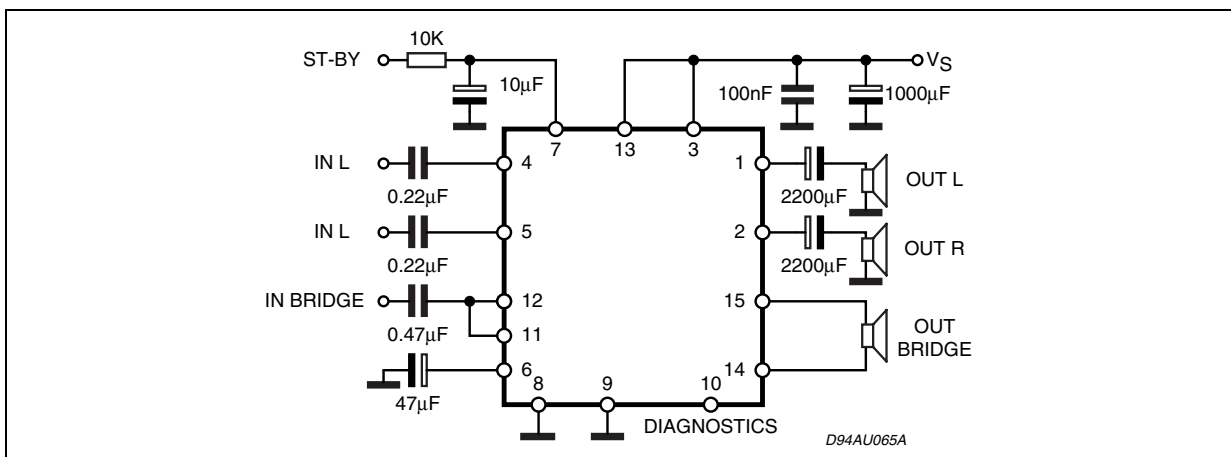 ST-BY
10K
10µF
7
13
3
100nF
1000µF
VS
IN L
0.22µF
4
1
2200µF
OUT L
IN L
0.22µF
5
2
2200µF
OUT R
IN BRIDGE
0.47µF
12
11
15
14
OUT
BRIDGE
47µF
6
8
9
10
DIAGNOSTICS
D94AU065A